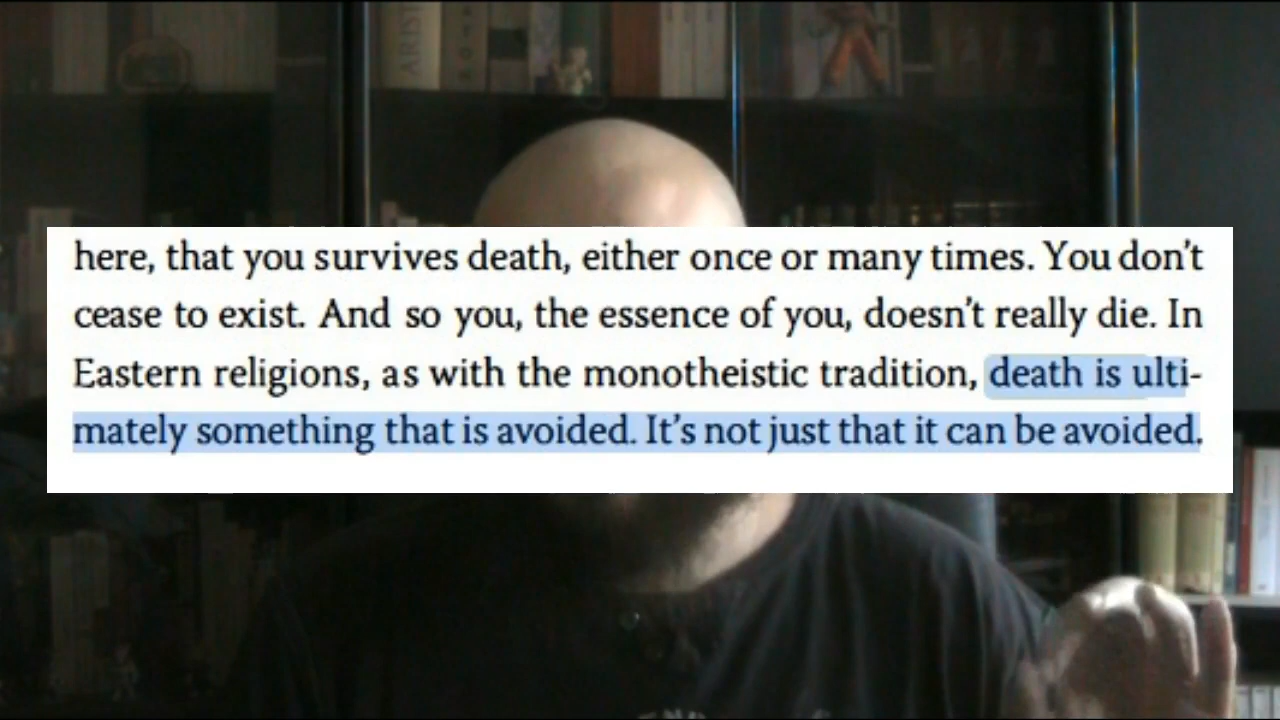 ARIST
here, that you survives death, either once or many times. You don't
cease to exist. And so you, the essence of you, doesn't really die. In
Eastern religions, as with the monotheistic tradition, death is ulti-
mately something that is avoided. It's not just that it can be avoided.